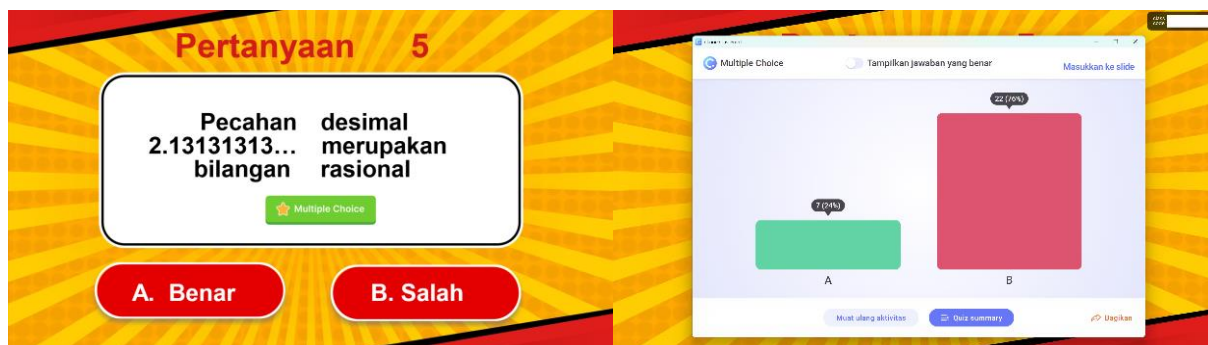 Pertanyaan 5
Pecahan desimal
2.13131313... merupakan
bilangan rasional
Multiple Choice
A. Benar
B. Salah
Multiple Choice
Tampilkan jawaban yang benar
Masukkan ke slide
22 (76%)
7 (24%)
A
B
Muat ulang aktivitas
Quiz summary
Bagikan